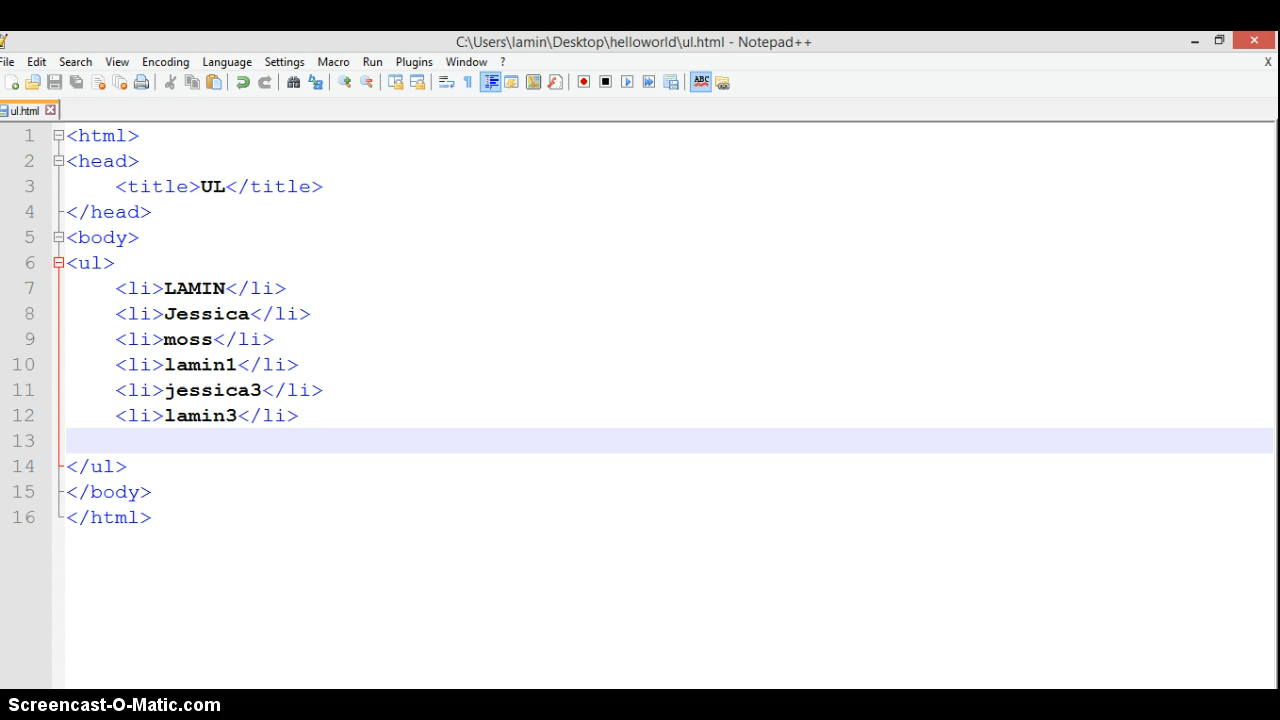 C:\Users\lamin\Desktop\helloworld\ul.html - Notepad++
File Edit Search View Encoding Language Settings Macro Run Plugins Window ? X
ABC
ul.html
1 <html>
2 <head>
3 <title>UL</title>
4 </head>
5 <body>
6 <ul>
7 <li>LAMIN</li>
8 <li>Jessica</li>
9 <li>moss</li>
10 <li>lamin1</li>
11 <li>jessica3</li>
12 <li>lamin3</li>
13
14 </ul>
15 </body>
16 </html>
Screencast-O-Matic.com